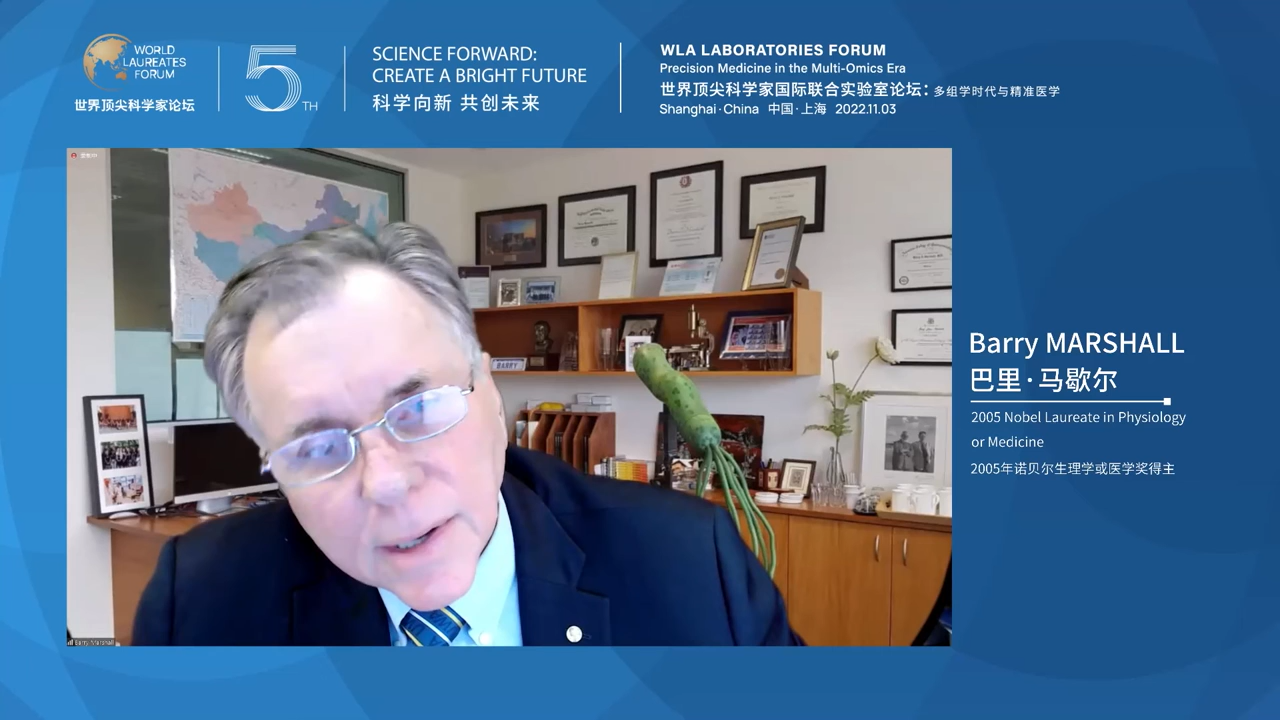 WORLD
LAUREATES
FORUM
世界顶尖科学家论坛
5TH
SCIENCE FORWARD:
CREATE A BRIGHT FUTURE
科学向新 共创未来
WLA LABORATORIES FORUM
Precision Medicine in the Multi-Omics Era
世界顶尖科学家国际联合实验室论坛：多组学时代与精准医学
Shanghai·China 中国·上海 2022.11.03
BARRY
Barry Marshall
Barry MARSHALL
巴里·马歇尔
2005 Nobel Laureate in Physiology
or Medicine
2005年诺贝尔生理学或医学奖得主